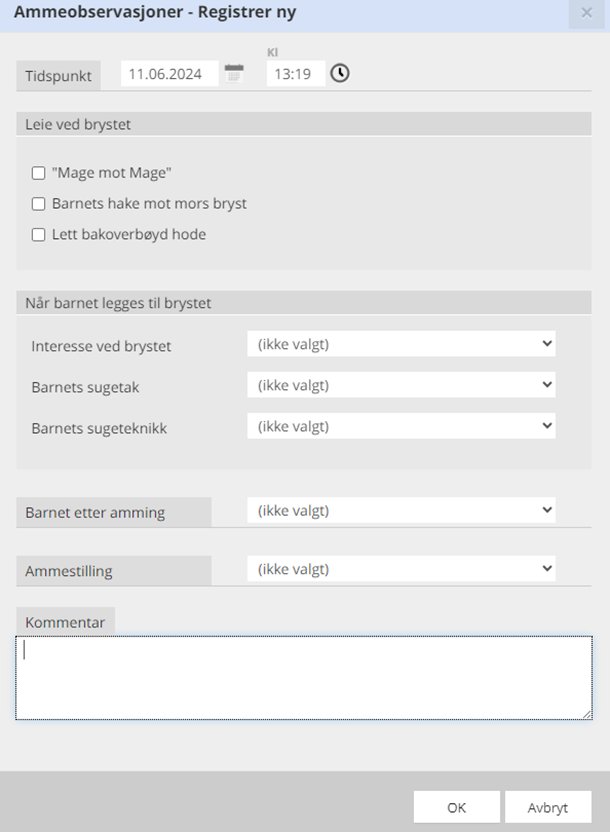 Ammeobservasjoner - Registrer ny
Kl
Tidspunkt 11.06.2024 13:19
Leie ved brystet
"Mage mot Mage"
Barnets hake mot mors bryst
Lett bakoverbøyd hode
Når barnet legges til brystet
Interesse ved brystet (ikke valgt)
Barnets sugetak (ikke valgt)
Barnets sugeteknikk (ikke valgt)
Barnet etter amming (ikke valgt)
Ammestilling (ikke valgt)
Kommentar
OK Avbryt